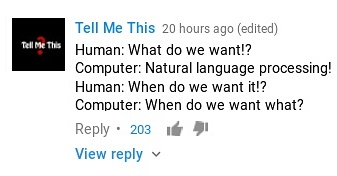 Tell Me This
Tell Me This 20 hours ago (edited)
Human: What do we want!?
Computer: Natural language processing!
Human: When do we want it!?
Computer: When do we want what?
Reply • 203
View reply